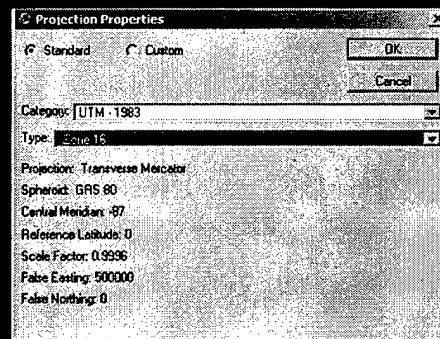 Projection Properties
Standard Custom OK
Cancel
Category: UTM - 1983
Type: Zone 16
Projection: Transverse Mercator
Spheroid: GRS 80
Central Meridian: -87
Reference Latitude: 0
Scale Factor: 0.9996
False Easting: 500000
False Northing: 0